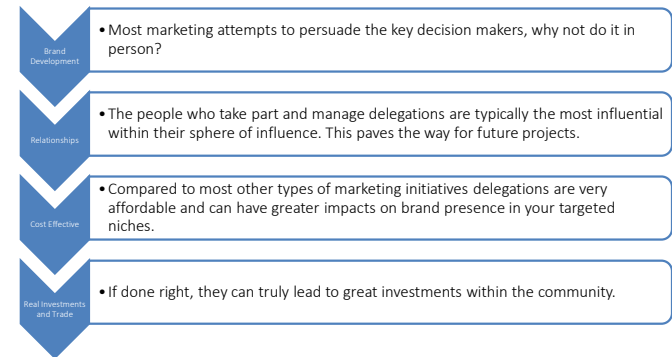 Brand
Development
• Most marketing attempts to persuade the key decision makers, why not do it in
person?
Relationships
• The people who take part and manage delegations are typically the most influential
within their sphere of influence. This paves the way for future projects.
Cost Effective
• Compared to most other types of marketing initiatives delegations are very
affordable and can have greater impacts on brand presence in your targeted
niches.
Real Investments
and Trade
• If done right, they can truly lead to great investments within the community.